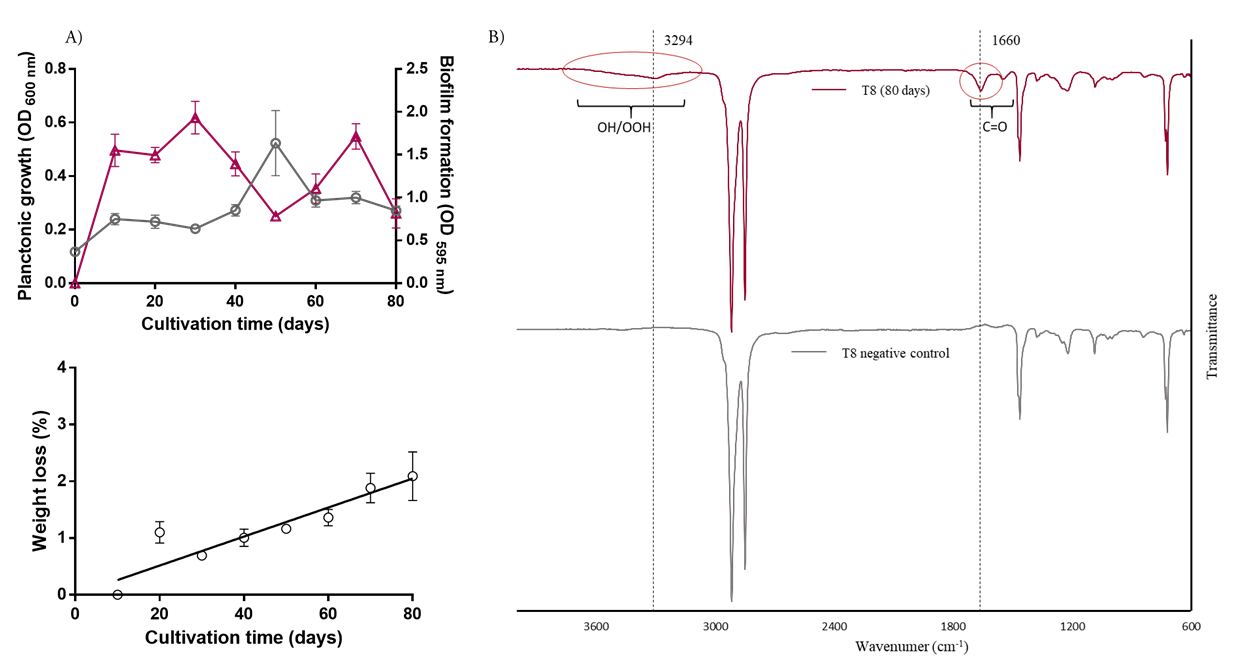 A)
Planctonic growth (OD 600 nm)
0.8
0.6
0.4
0.2
0.0
2.5
2.0
1.5
1.0
0.5
0.0
Biofilm formation (OD 595 nm)
0 20 40 60 80
Cultivation time (days)
Weight loss (%)
4
3
2
1
0
0 20 40 60 80
Cultivation time (days)
B)
3294
1660
T8 (80 days)
OH/OOH
C=O
T8 negative control
Transmittance
3600 3000 2400 1800 1200 600
Wavenumer (cm-1)